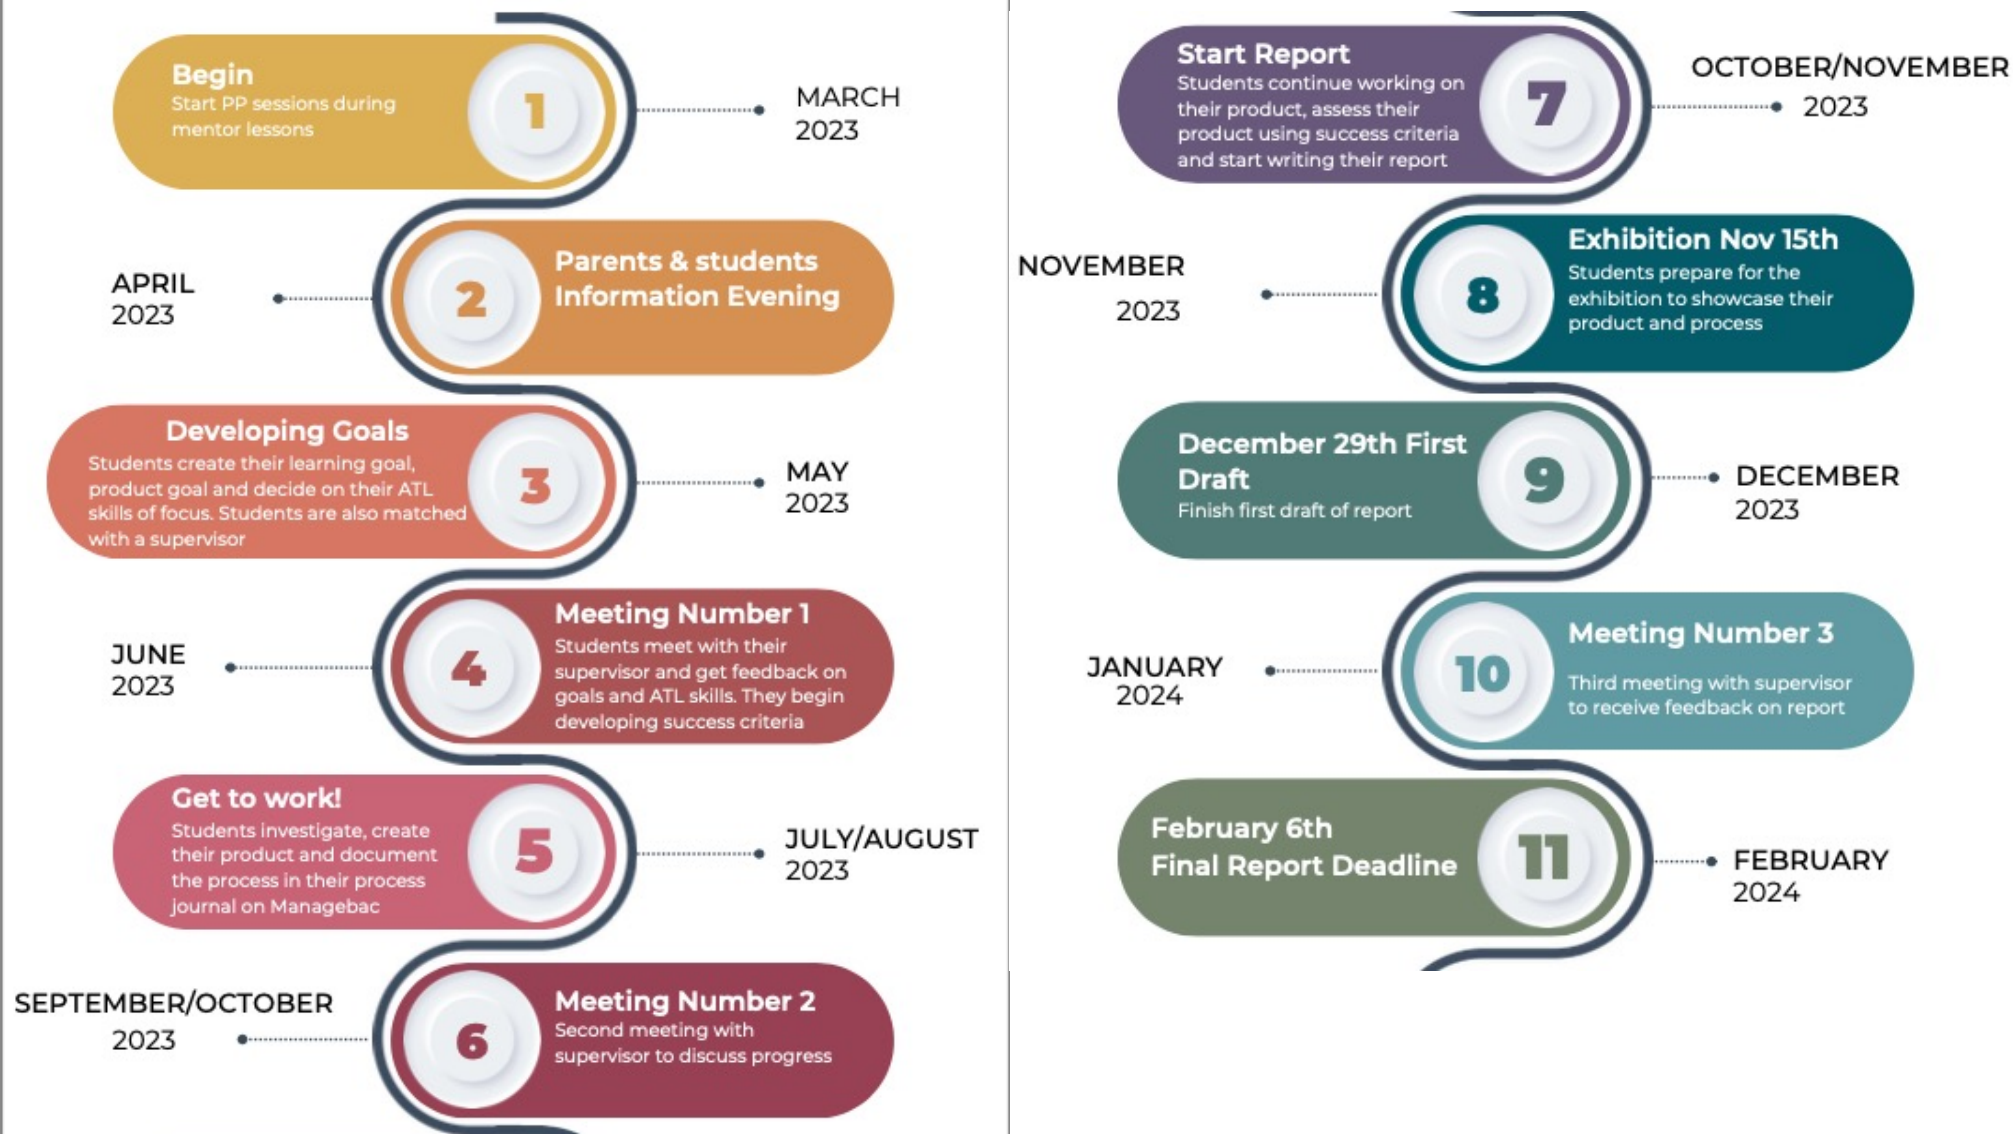 Begin
Start PP sessions during
mentor lessons
1
MARCH
2023
APRIL
2023
2
Parents & students
Information Evening
Developing Goals
Students create their learning goal,
product goal and decide on their ATL
skills of focus. Students are also matched
with a supervisor
3
MAY
2023
JUNE
2023
4
Meeting Number 1
Students meet with their
supervisor and get feedback on
goals and ATL skills. They begin
developing success criteria
Get to work!
Students investigate, create
their product and document
the process in their process
journal on Managebac
5
JULY/AUGUST
2023
SEPTEMBER/OCTOBER
2023
6
Meeting Number 2
Second meeting with
supervisor to discuss progress
Start Report
Students continue working on
their product, assess their
product using success criteria
and start writing their report
7
OCTOBER/NOVEMBER
2023
NOVEMBER
2023
8
Exhibition Nov 15th
Students prepare for the
exhibition to showcase their
product and process
December 29th First
Draft
Finish first draft of report
9
DECEMBER
2023
JANUARY
2024
10
Meeting Number 3
Third meeting with supervisor
to receive feedback on report
February 6th
Final Report Deadline
11
FEBRUARY
2024